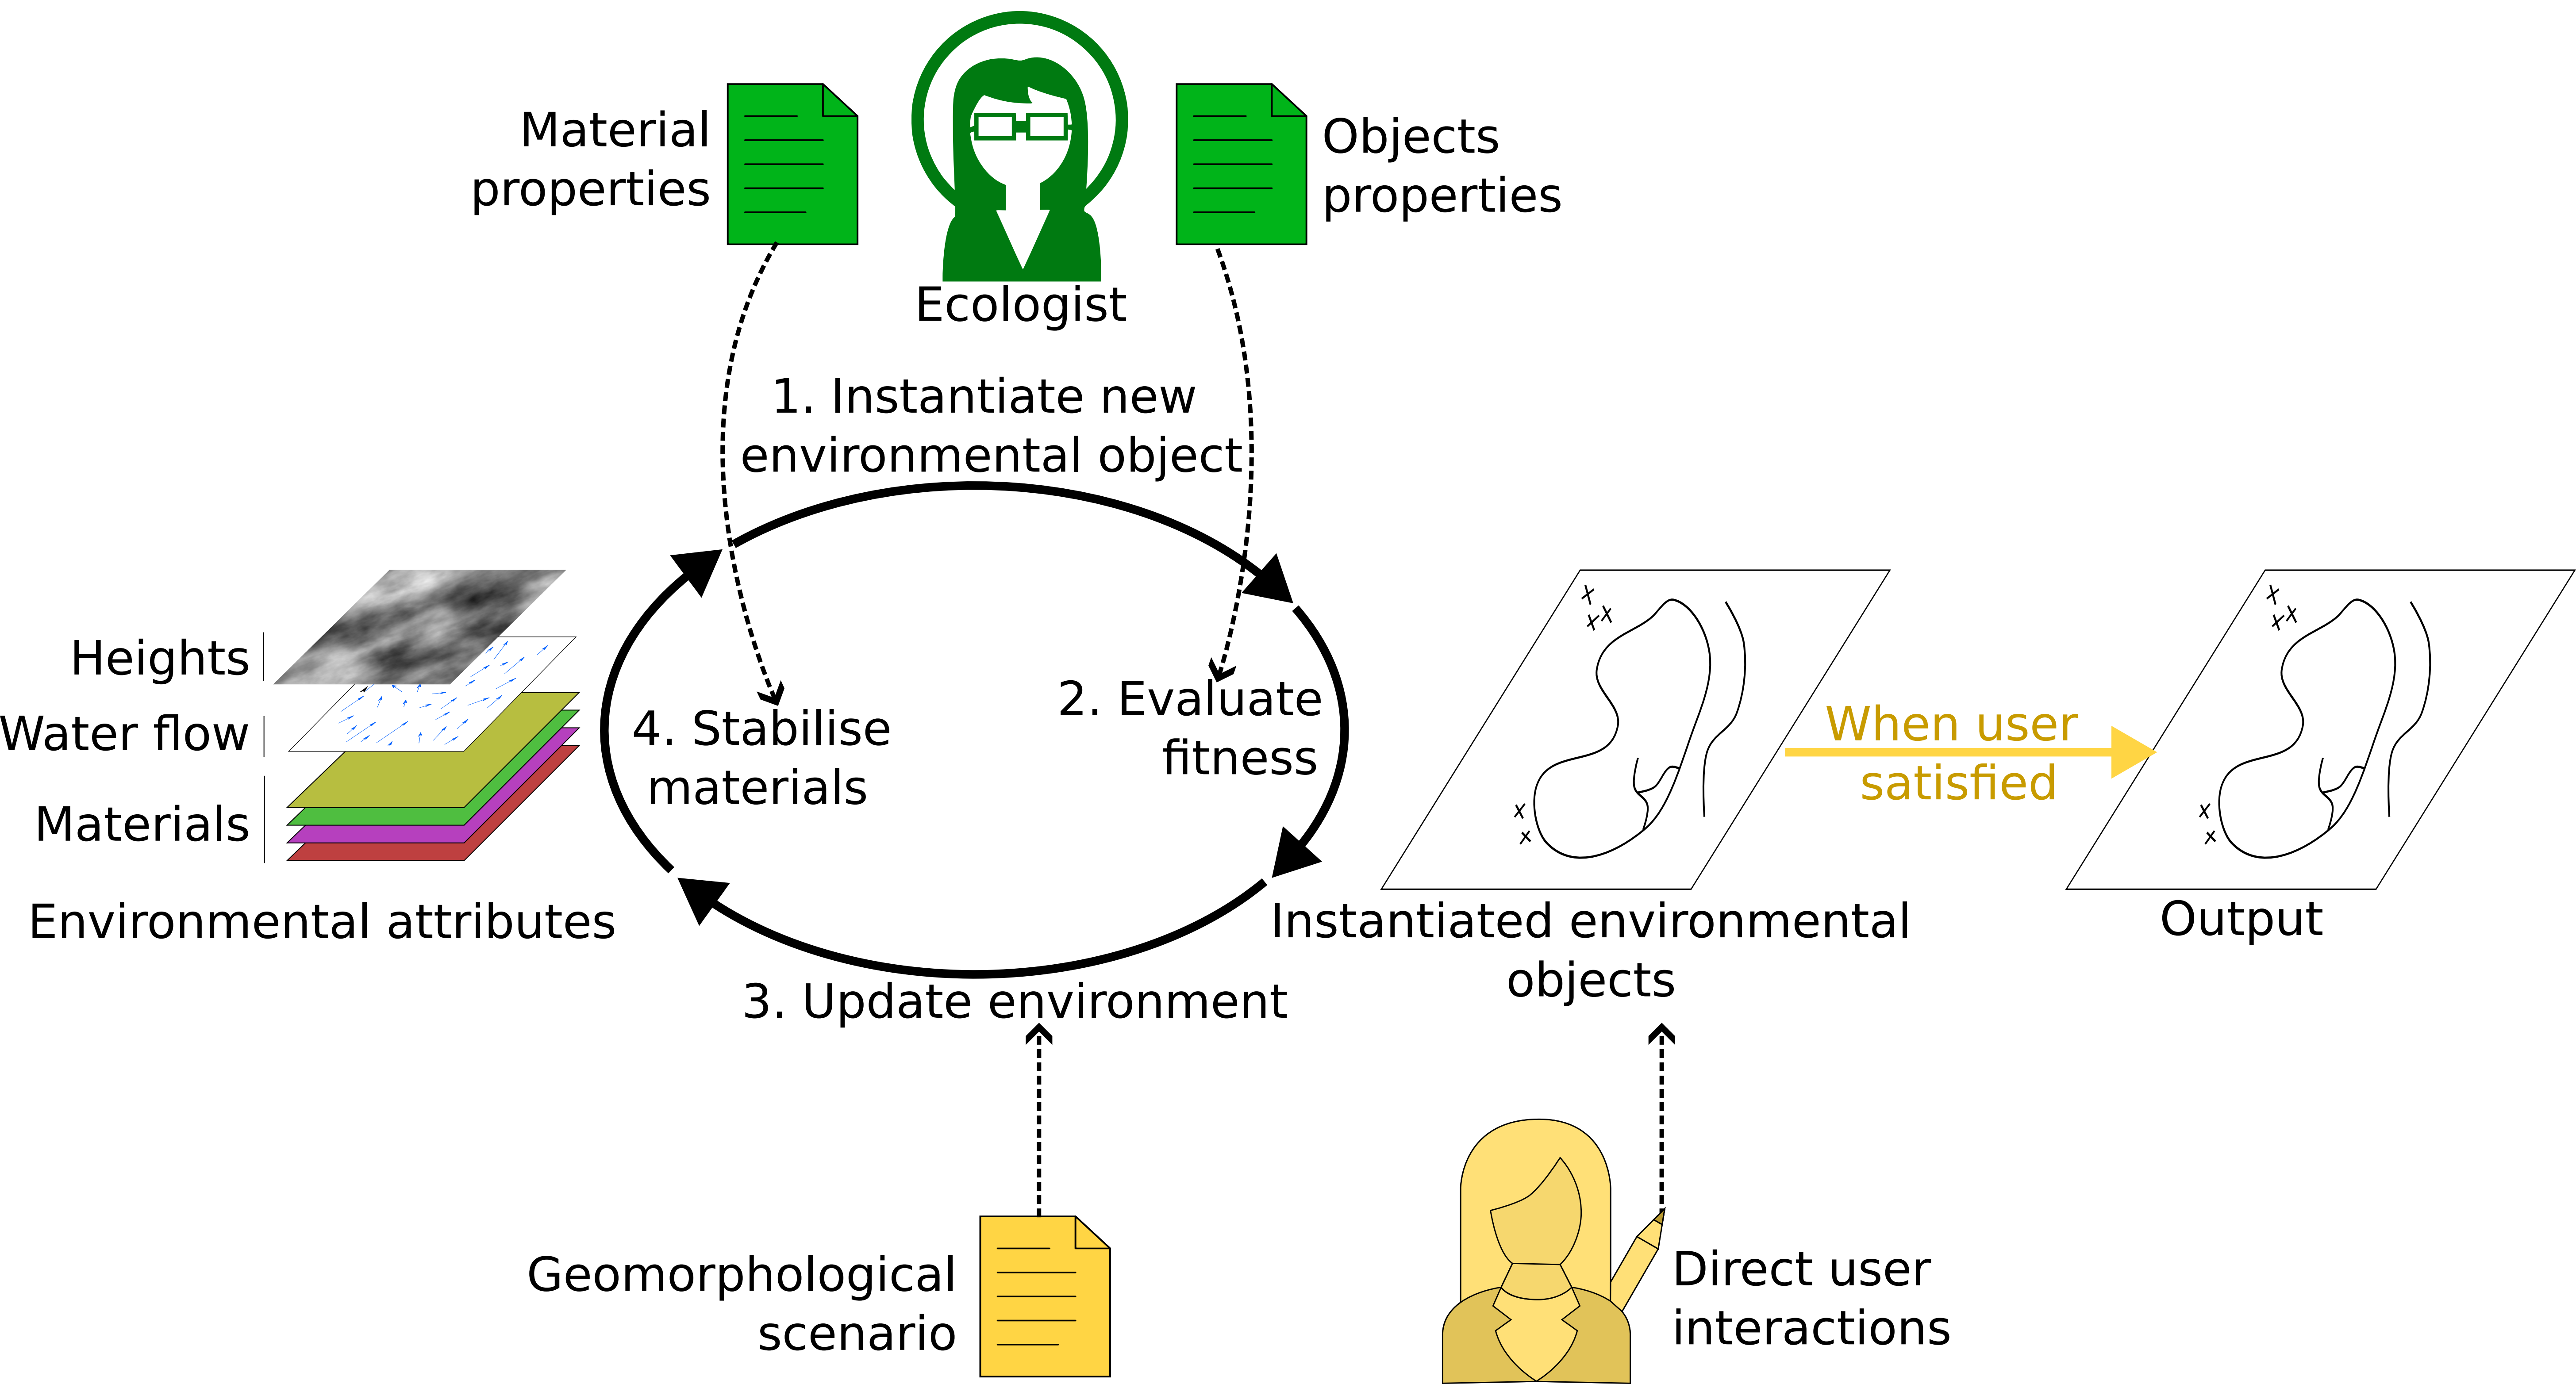 Material
properties
Objects
properties
Ecologist
1. Instantiate new
environmental object
Heights
Water flow
Materials
Environmental attributes
4. Stabilise
materials
2. Evaluate
fitness
3. Update environment
Instantiated environmental
objects
When user
satisfied
Output
Geomorphological
scenario
Direct user
interactions